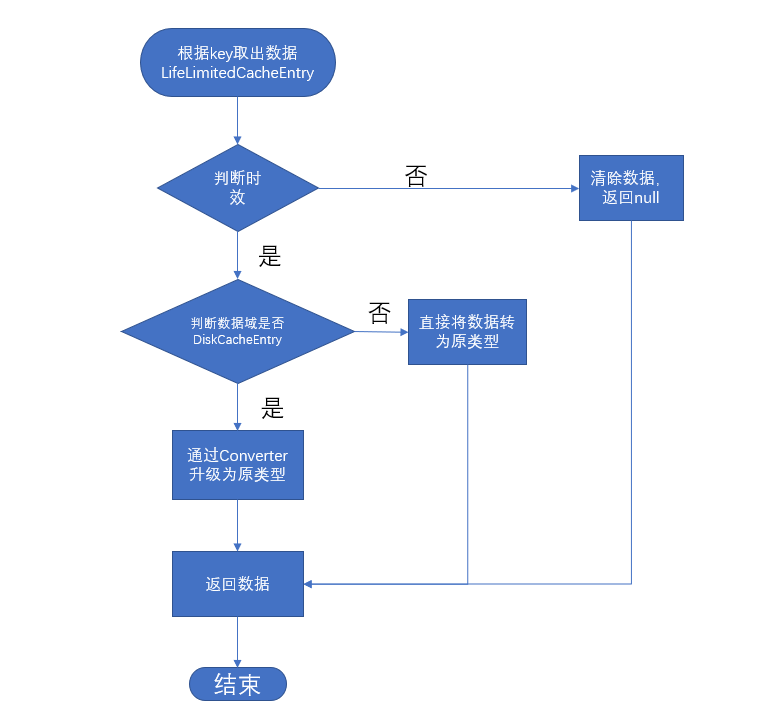 根据key取出数据
LifeLimitedCacheEntry
判断时
效
否
清除数据，
返回null
是
判断数据域是否
DiskCacheEntry
否
直接将数据转
为原类型
是
通过Converter
升级为原类型
返回数据
结束